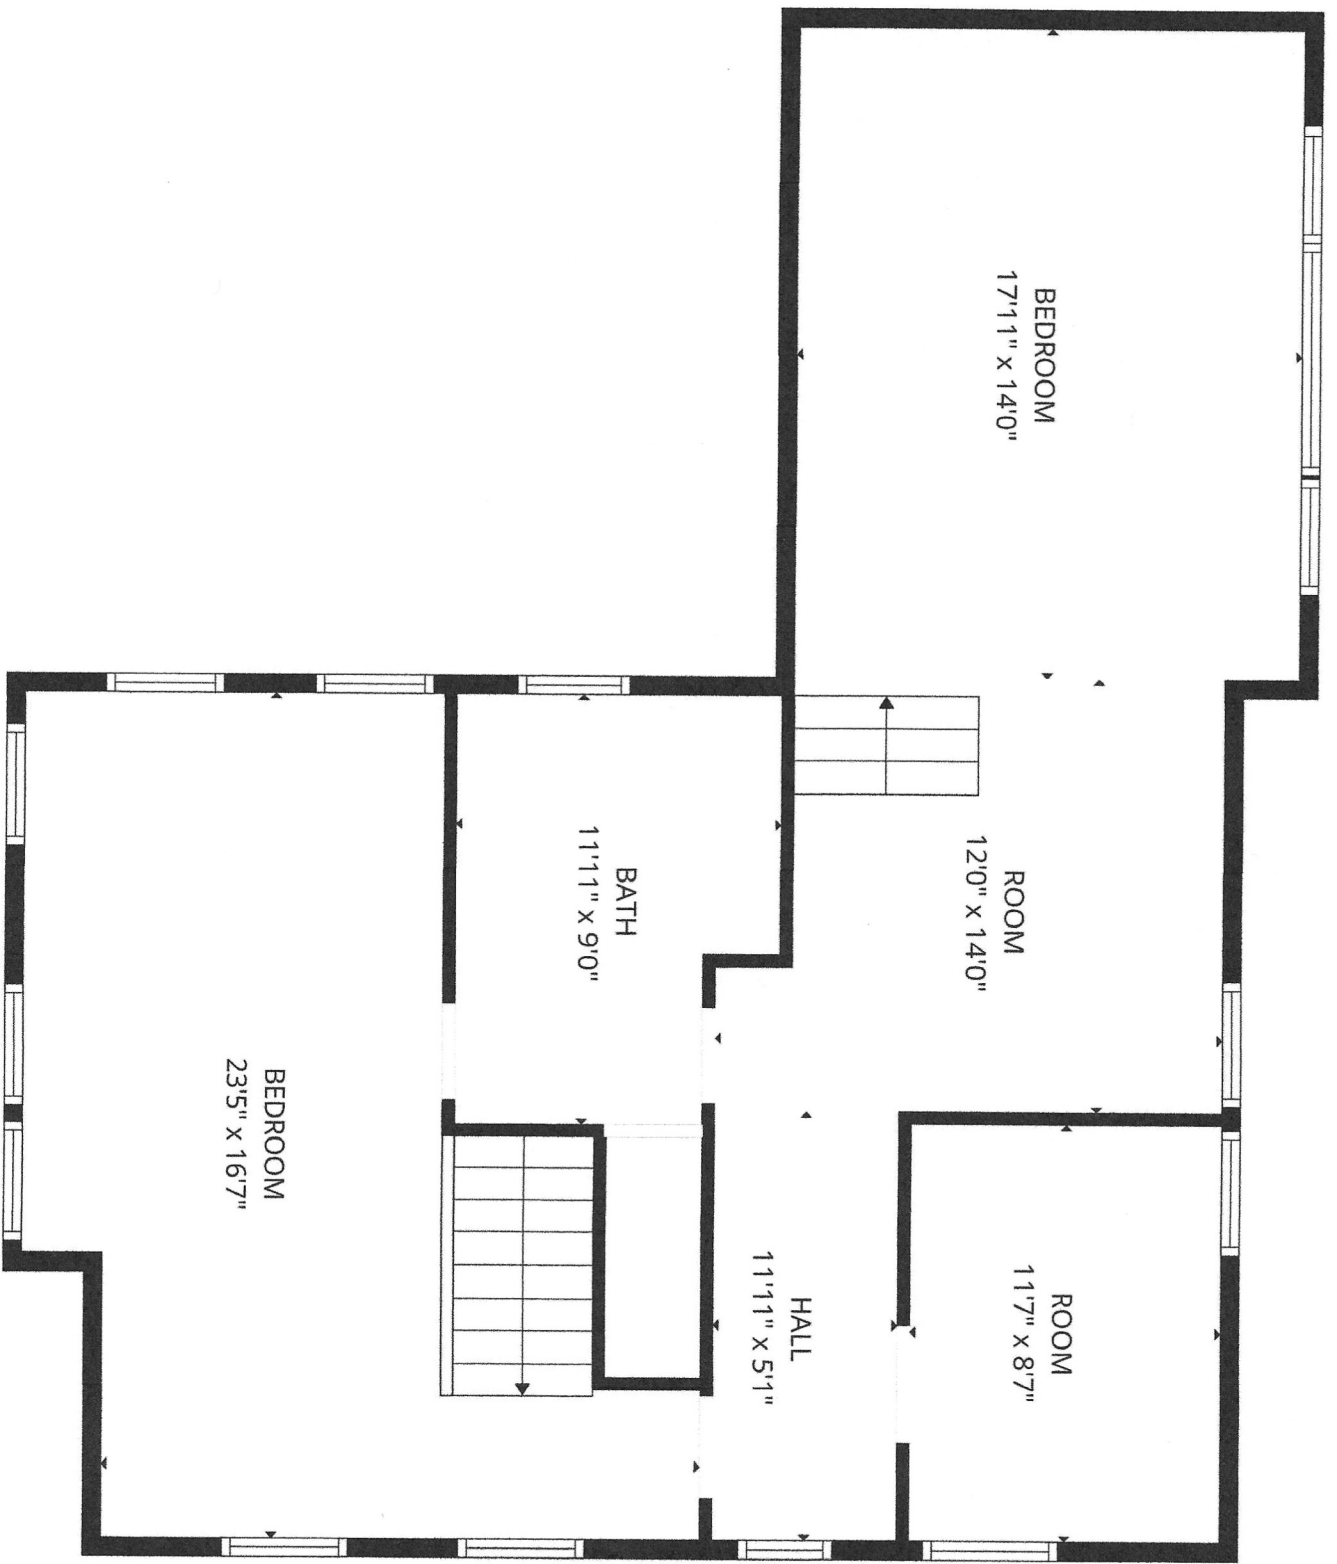 BEDROOM
17'11" x 14'0"
ROOM
12'0" x 14'0"
BATH
11'11" x 9'0"
BEDROOM
23'5" x 16'7"
HALL
11'11" x 5'1"
ROOM
11'7" x 8'7"